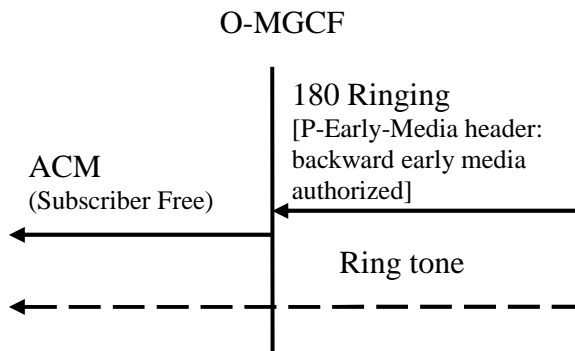 O-MGCF
180 Ringing
[P-Early-Media header:
backward early media
authorized]
ACM
(Subscriber Free)
Ring tone